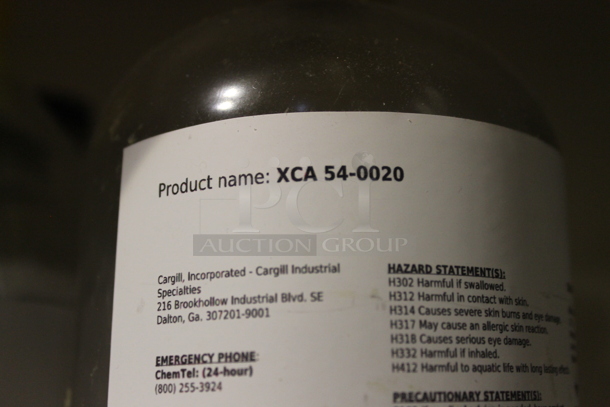 Product name: XCA 54-0020
PCI
AUCTION GROUP
Cargill, Incorporated - Cargill Industrial
Specialties
216 Brookhollow Industrial Blvd. SE
Dalton, Ga. 307201-9001
EMERGENCY PHONE:
ChemTel: (24-hour)
(800) 255-3924
HAZARD STATEMENT(S):
H302 Harmful if swallowed.
H312 Harmful in contact with skin.
H314 Causes severe skin burns and eye damage.
H317 May cause an allergic skin reaction.
H318 Causes serious eye damage.
H332 Harmful if inhaled.
H412 Harmful to aquatic life with long lasting effect
PRECAUTIONARY STATEMENT(S):